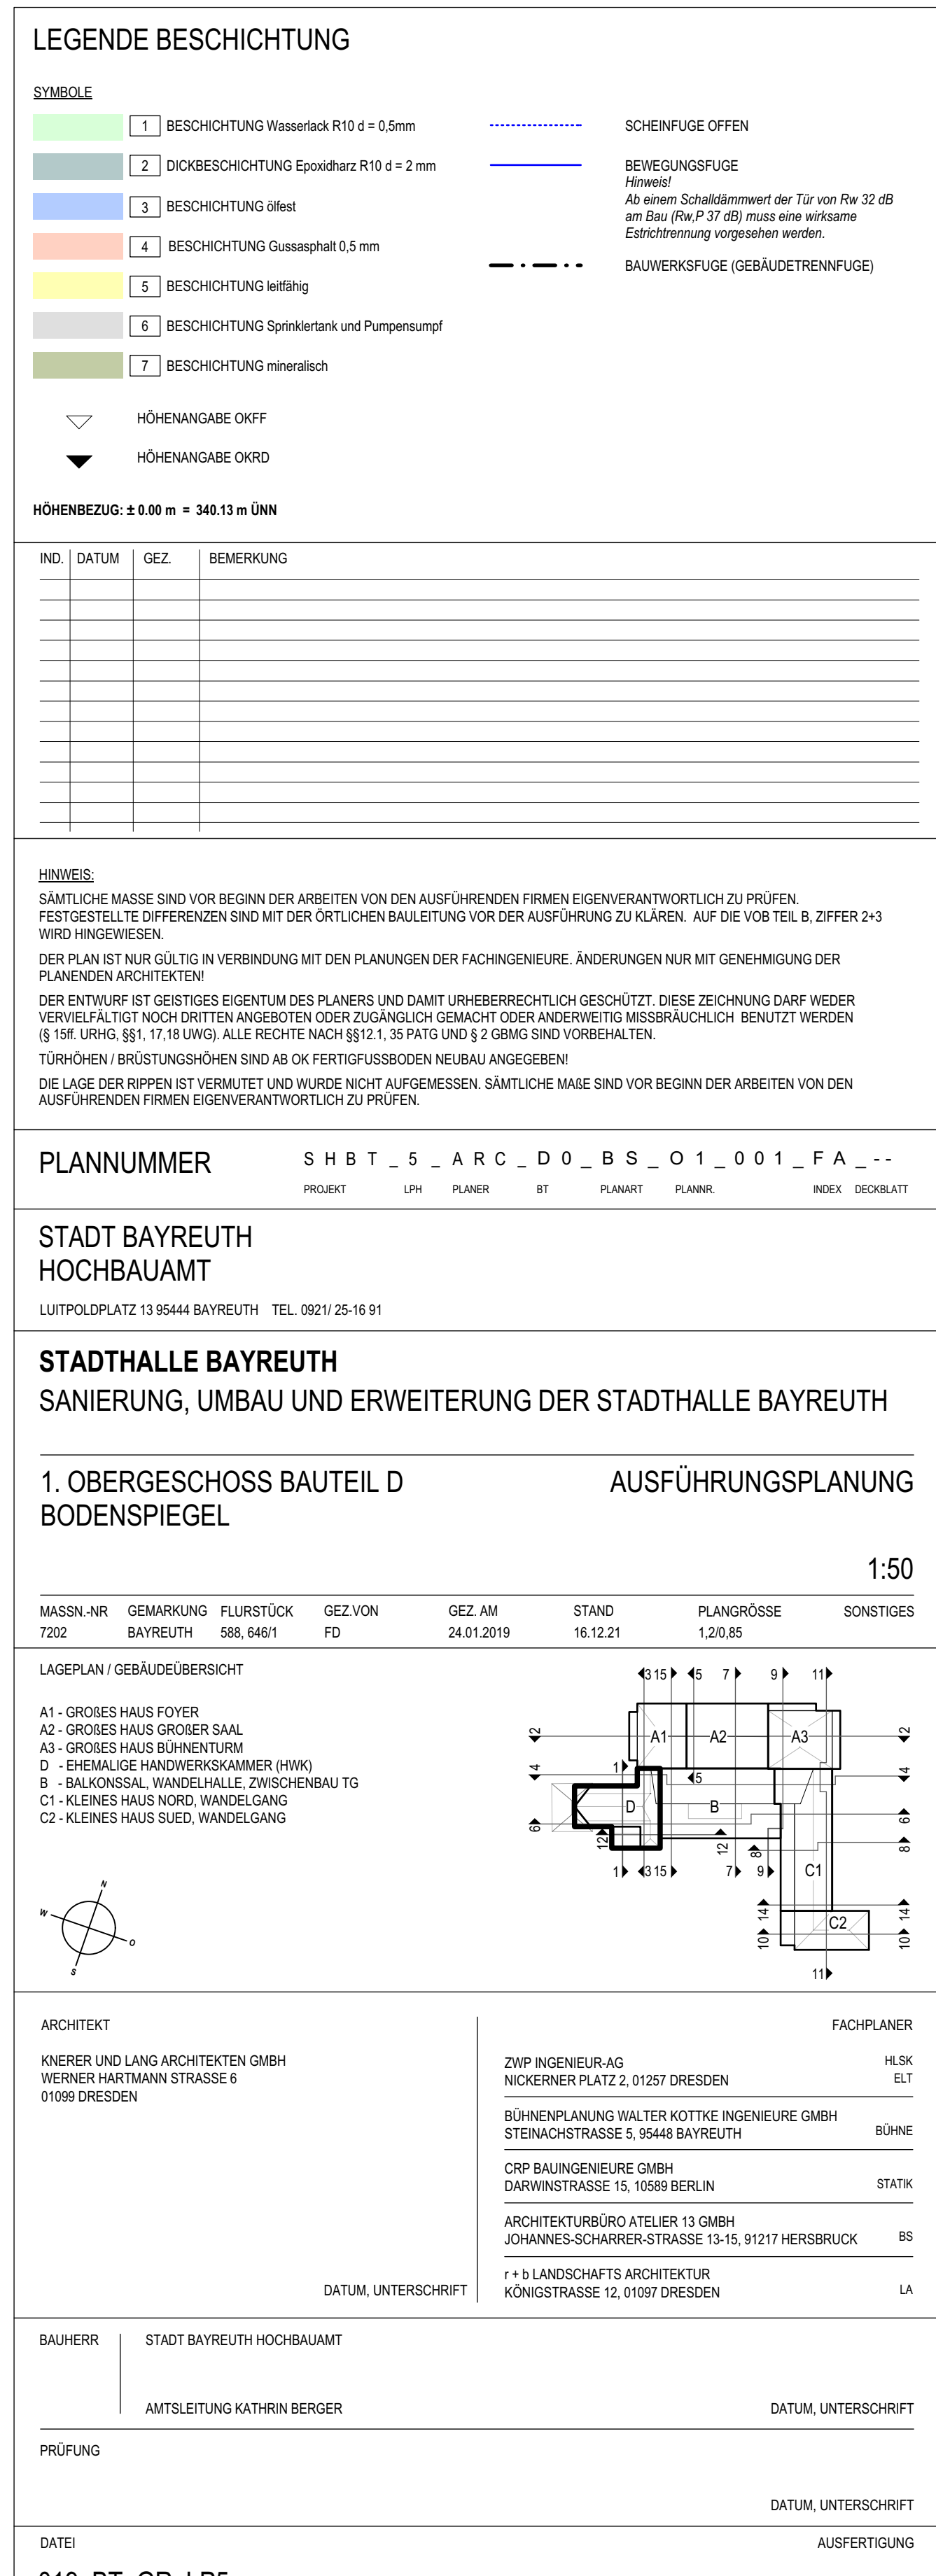 LEGENDE BESCHICHTUNG
SYMBOLE
1 BESCHICHTUNG Wasserlack R10 d = 0,5mm
2 DICKBESCHICHTUNG Epoxidharz R10 d = 2 mm
3 BESCHICHTUNG ölfest
4 BESCHICHTUNG Gussasphalt 0,5 mm
5 BESCHICHTUNG leitfähig
6 BESCHICHTUNG Sprinklertank und Pumpensumpf
7 BESCHICHTUNG mineralisch
SCHEINFUGE OFFEN
BEWEGUNGSFUGE
Hinweis!
Ab einem Schalldämmwert der Tür von Rw 32 dB
am Bau (Rw,P 37 dB) muss eine wirksame
Estrichtrennung vorgesehen werden.
BAUWERKSFUGE (GEBÄUDETRENNFUGE)
HÖHENANGABE OKFF
HÖHENANGABE OKRD
HÖHENBEZUG: ± 0.00 m = 340.13 m ÜNN
IND. DATUM GEZ. BEMERKUNG
HINWEIS:
SÄMTLICHE MASSE SIND VOR BEGINN DER ARBEITEN VON DEN AUSFÜHRENDEN FIRMEN EIGENVERANTWORTLICH ZU PRÜFEN.
FESTGESTELLTE DIFFERENZEN SIND MIT DER ÖRTLICHEN BAULEITUNG VOR DER AUSFÜHRUNG ZU KLÄREN. AUF DIE VOB TEIL B, ZIFFER 2+3
WIRD HINGEWIESEN.
DER PLAN IST NUR GÜLTIG IN VERBINDUNG MIT DEN PLANUNGEN DER FACHINGENIEURE. ÄNDERUNGEN NUR MIT GENEHMIGUNG DER
PLANENDEN ARCHITEKTEN!
DER ENTWURF IST GEISTIGES EIGENTUM DES PLANERS UND DAMIT URHEBERRECHTLICH GESCHÜTZT. DIESE ZEICHNUNG DARF WEDER
VERVIELFÄLTIGT NOCH DRITTEN ANGEBOTEN ODER ZUGÄNGLICH GEMACHT ODER ANDERWEITIG MISSBRÄUCHLICH BENUTZT WERDEN
(§ 15ff. URHG, §§1, 17,18 UWG). ALLE RECHTE NACH §§12.1, 35 PATG UND § 2 GBMG SIND VORBEHALTEN.
TÜRHÖHEN / BRÜSTUNGSHÖHEN SIND AB OK FERTIGFUSSBODEN NEUBAU ANGEGEBEN!
DIE LAGE DER RIPPEN IST VERMUTET UND WURDE NICHT AUFGEMESSEN. SÄMTLICHE MAßE SIND VOR BEGINN DER ARBEITEN VON DEN
AUSFÜHRENDEN FIRMEN EIGENVERANTWORTLICH ZU PRÜFEN.
PLANNUMMER S H B T _ 5 _ A R C _ D 0 _ B S _ O 1 _ 0 0 1 _ F A _ - -
PROJEKT LPH PLANER BT PLANART PLANNR. INDEX DECKBLATT
STADT BAYREUTH
HOCHBAUAMT
LUITPOLDPLATZ 13 95444 BAYREUTH TEL. 0921/ 25-16 91
STADTHALLE BAYREUTH
SANIERUNG, UMBAU UND ERWEITERUNG DER STADTHALLE BAYREUTH
1. OBERGESCHOSS BAUTEIL D AUSFÜHRUNGSPLANUNG
BODENSPIEGEL
1:50
MASSN.-NR GEMARKUNG FLURSTÜCK GEZ.VON GEZ. AM STAND PLANGRÖSSE SONSTIGES
7202 BAYREUTH 588, 646/1 FD 24.01.2019 16.12.21 1,2/0,85
LAGEPLAN / GEBÄUDEÜBERSICHT
A1 - GROßES HAUS FOYER
A2 - GROßES HAUS GROßER SAAL
A3 - GROßES HAUS BÜHNENTURM
D - EHEMALIGE HANDWERKSKAMMER (HWK)
B - BALKONSSAL, WANDELHALLE, ZWISCHENBAU TG
C1 - KLEINES HAUS NORD, WANDELGANG
C2 - KLEINES HAUS SUED, WANDELGANG
N
W
O
S
3 15 5 7 9 11
2 A1 A2 A3 2
4 1 5 4
D B
6 12 12 8 6
8
1 3 15 7 9 C1
14 C2 14
10 10
11
ARCHITEKT
KNERER UND LANG ARCHITEKTEN GMBH
WERNER HARTMANN STRASSE 6
01099 DRESDEN
DATUM, UNTERSCHRIFT
FACHPLANER
ZWP INGENIEUR-AG HLSK
NICKERNER PLATZ 2, 01257 DRESDEN ELT
BÜHNENPLANUNG WALTER KOTTKE INGENIEURE GMBH
STEINACHSTRASSE 5, 95448 BAYREUTH BÜHNE
CRP BAUINGENIEURE GMBH
DARWINSTRASSE 15, 10589 BERLIN STATIK
ARCHITEKTURBÜRO ATELIER 13 GMBH
JOHANNES-SCHARRER-STRASSE 13-15, 91217 HERSBRUCK BS
r + b LANDSCHAFTS ARCHITEKTUR
KÖNIGSTRASSE 12, 01097 DRESDEN LA
BAUHERR STADT BAYREUTH HOCHBAUAMT
AMTSLEITUNG KATHRIN BERGER DATUM, UNTERSCHRIFT
PRÜFUNG
DATUM, UNTERSCHRIFT
DATEI AUSFERTIGUNG